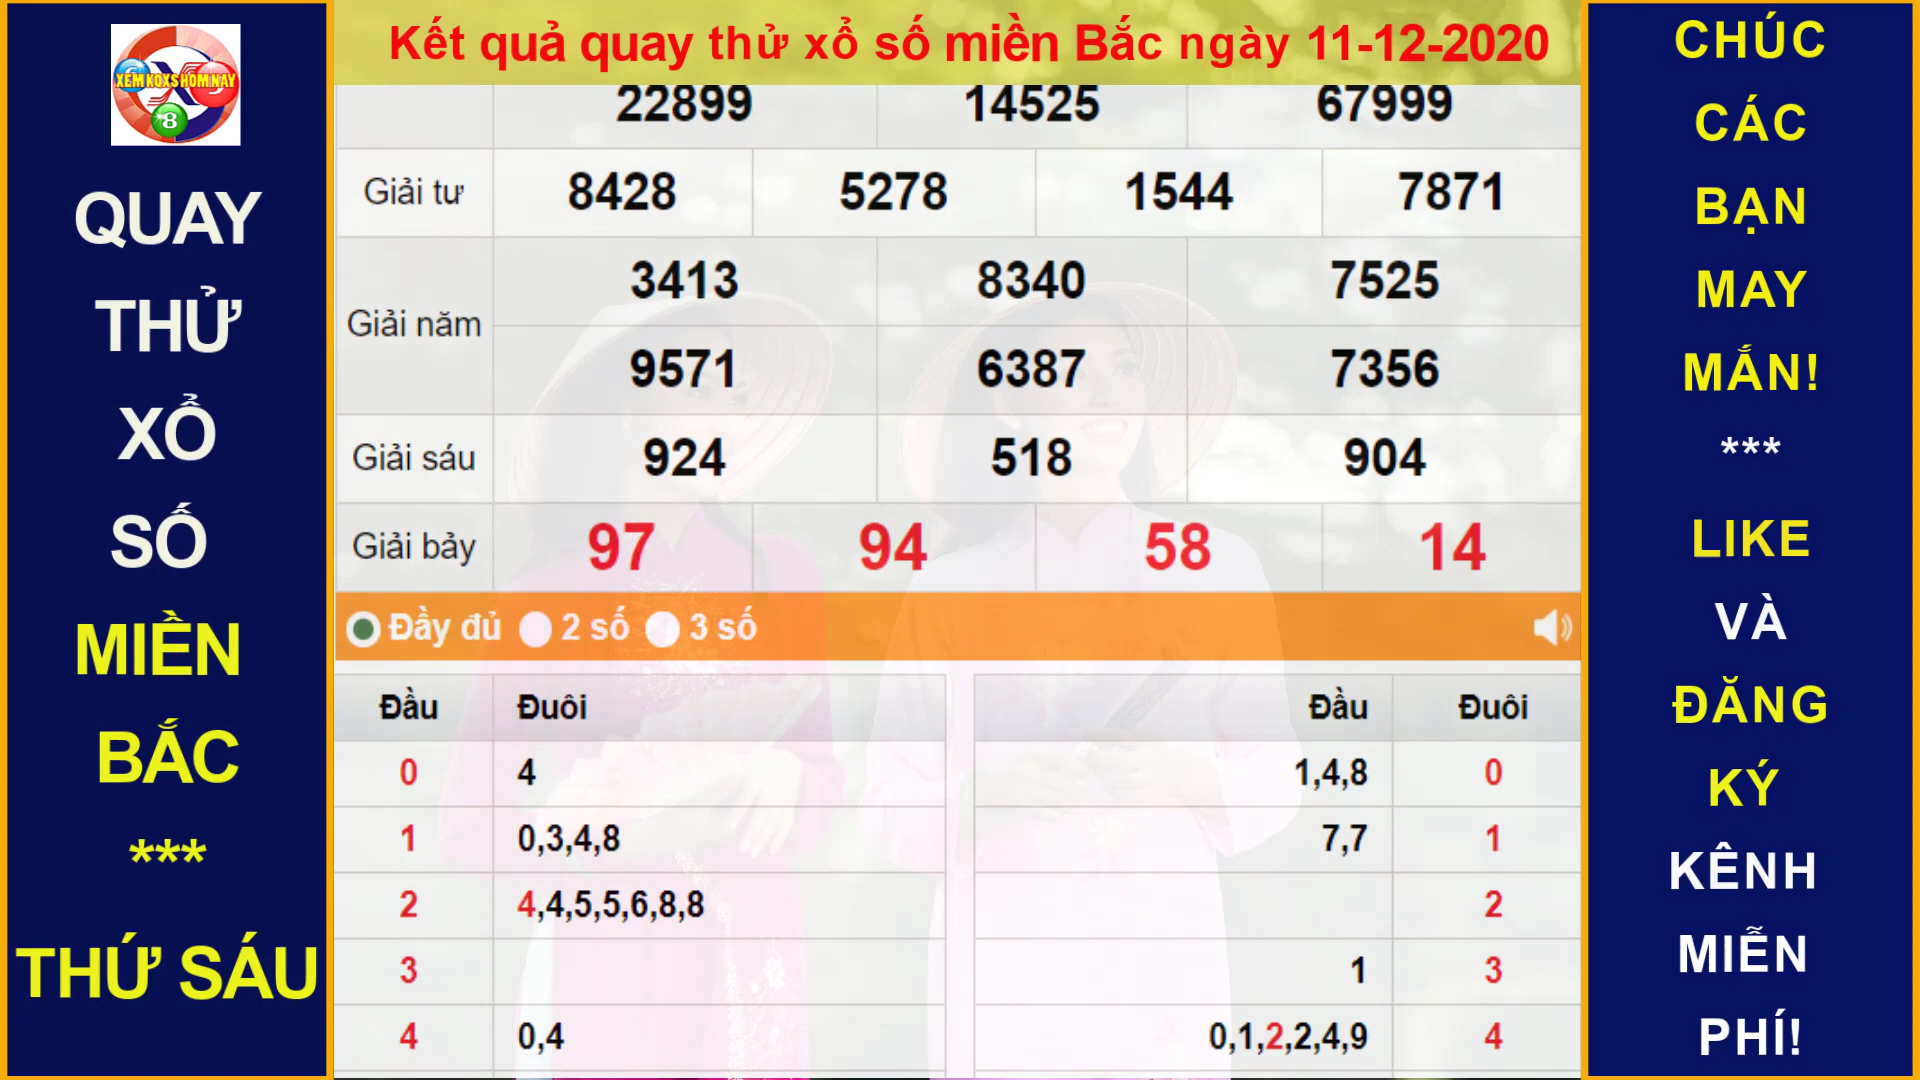 XEM KQXS HOM NAY
8
QUAY
THỬ
XỔ
SỐ
MIỀN
BẮC
***
THỨ SÁU
Kết quả quay thử xổ số miền Bắc ngày 11-12-2020
22899 14525 67999
Giải tư 8428 5278 1544 7871
Giải năm
3413 8340 7525
9571 6387 7356
Giải sáu 924 518 904
Giải bảy 97 94 58 14
Đầy đủ 2 số 3 số
Đầu Đuôi Đầu Đuôi
0 4 1,4,8 0
1 0,3,4,8 7,7 1
2 4,4,5,5,6,8,8 2
3 1 3
4 0,4 0,1,2,2,4,9 4
CHÚC
CÁC
BẠN
MAY
MẮN!
***
LIKE
VÀ
ĐĂNG
KÝ
KÊNH
MIỄN
PHÍ!